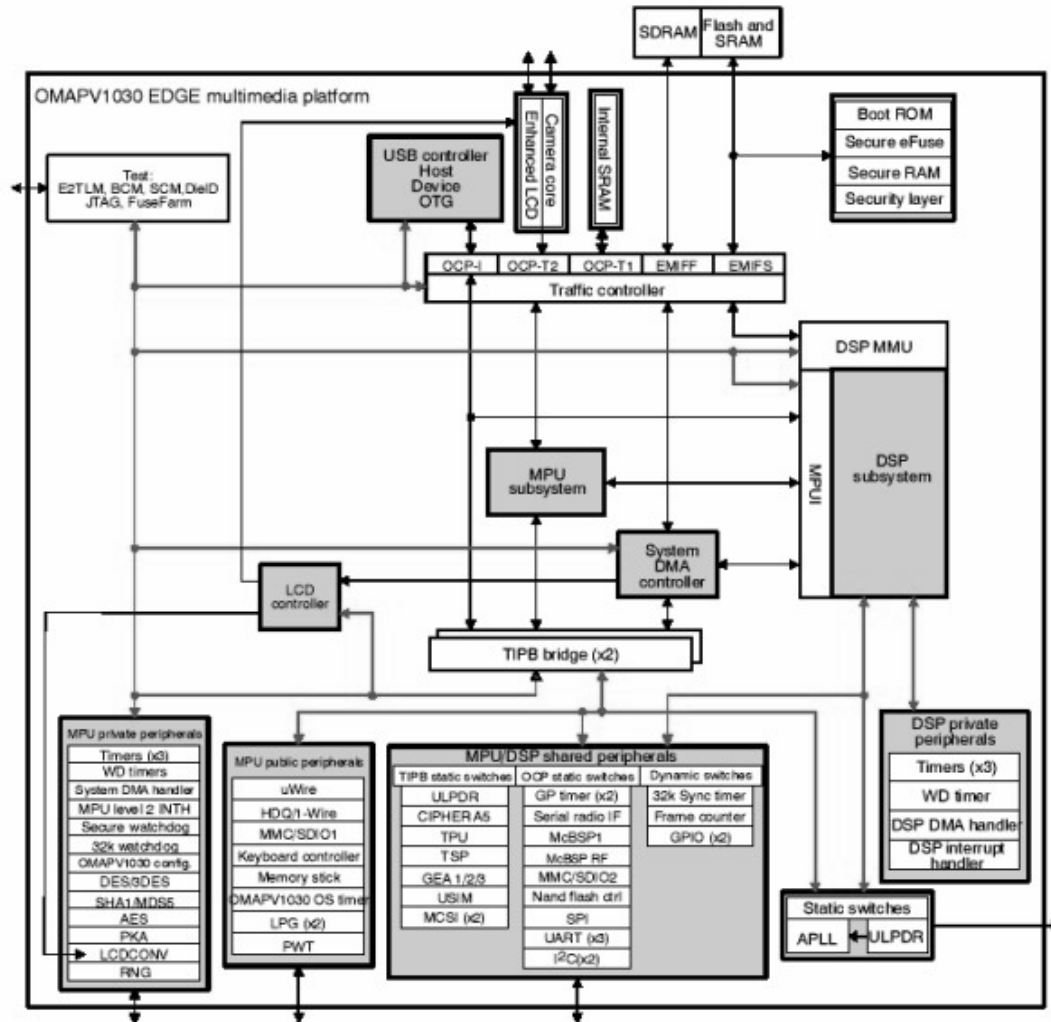 SDRAM
Flash and
SRAM
OMAPV1030 EDGE multimedia platform
Test:
E2TLM, BCM, SCM,DieID
JTAG, FuseFarm
USB controller
Host
Device
OTG
Enhanced LCD
Camera core
Internal SRAM
Boot ROM
Secure eFuse
Secure RAM
Security layer
OCP-I
OCP-T2
OCP-T1
EMIFF
EMIFS
Traffic controller
DSP MMU
MPUI
DSP
subsystem
MPU
subsystem
System
DMA
controller
LCD
controller
TIPB bridge (x2)
MPU private peripherals
Timers (x3)
WD timers
System DMA handler
MPU level 2 INTH
Secure watchdog
32k watchdog
OMAPV1030 config.
DES/3DES
SHA1/MDS5
AES
PKA
LCDCONV
RNG
MPU public peripherals
uWire
HDQ/1-Wire
MMC/SDIO1
Keyboard controller
Memory stick
OMAPV1030 OS timer
LPG (x2)
PWT
MPU/DSP shared peripherals
TIPB static switches
ULPDR
CIPHER A5
TPU
TSP
GEA 1/2/3
USIM
MCSI (x2)
OCP static switches
GP timer (x2)
Serial radio IF
McBSP1
McBSP RF
MMC/SDIO2
Nand flash ctrl
SPI
UART (x3)
I²C(x2)
Dynamic switches
32k Sync timer
Frame counter
GPIO (x2)
DSP private
peripherals
Timers (x3)
WD timer
DSP DMA handler
DSP interrupt
handler
Static switches
APLL
ULPDR